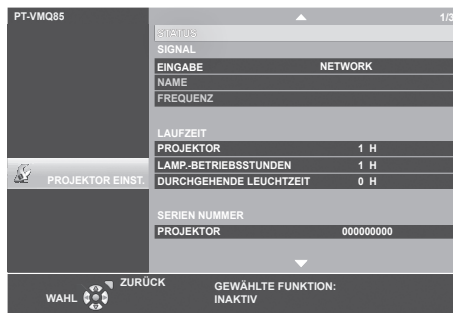 PT-VMQ85 1/3
STATUS
SIGNAL
EINGABE NETWORK
NAME
FREQUENZ
LAUFZEIT
PROJEKTOR 1 H
LAMP.-BETRIEBSSTUNDEN 1 H
PROJEKTOR EINST. DURCHGEHENDE LEUCHTZEIT 0 H
SERIEN NUMMER
PROJEKTOR 000000000
ZURÜCK GEWÄHLTE FUNKTION:
WAHL INAKTIV